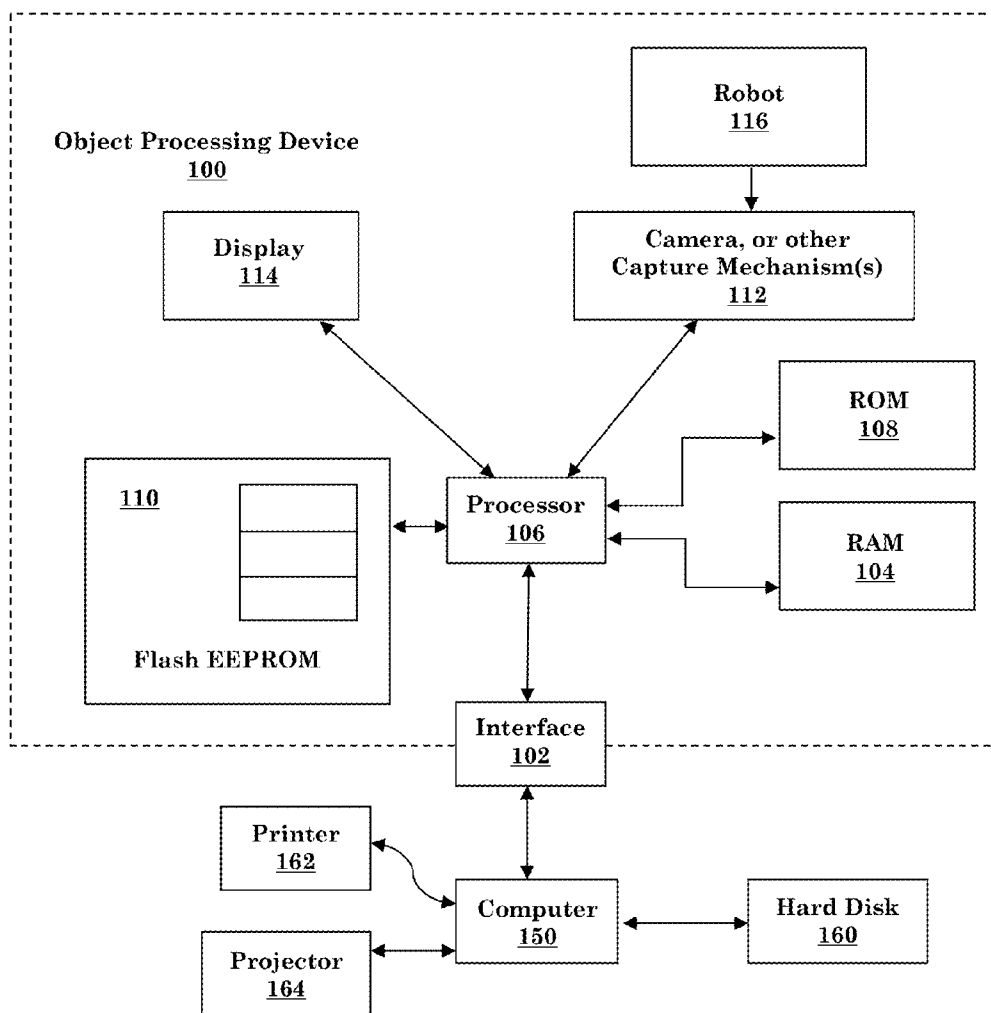 Robot
116
Object Processing Device
100
Display
114
Camera, or other
Capture Mechanism(s)
112
ROM
108
110
Processor
106
RAM
104
Flash EEPROM
Interface
102
Printer
162
Computer
150
Hard Disk
160
Projector
164